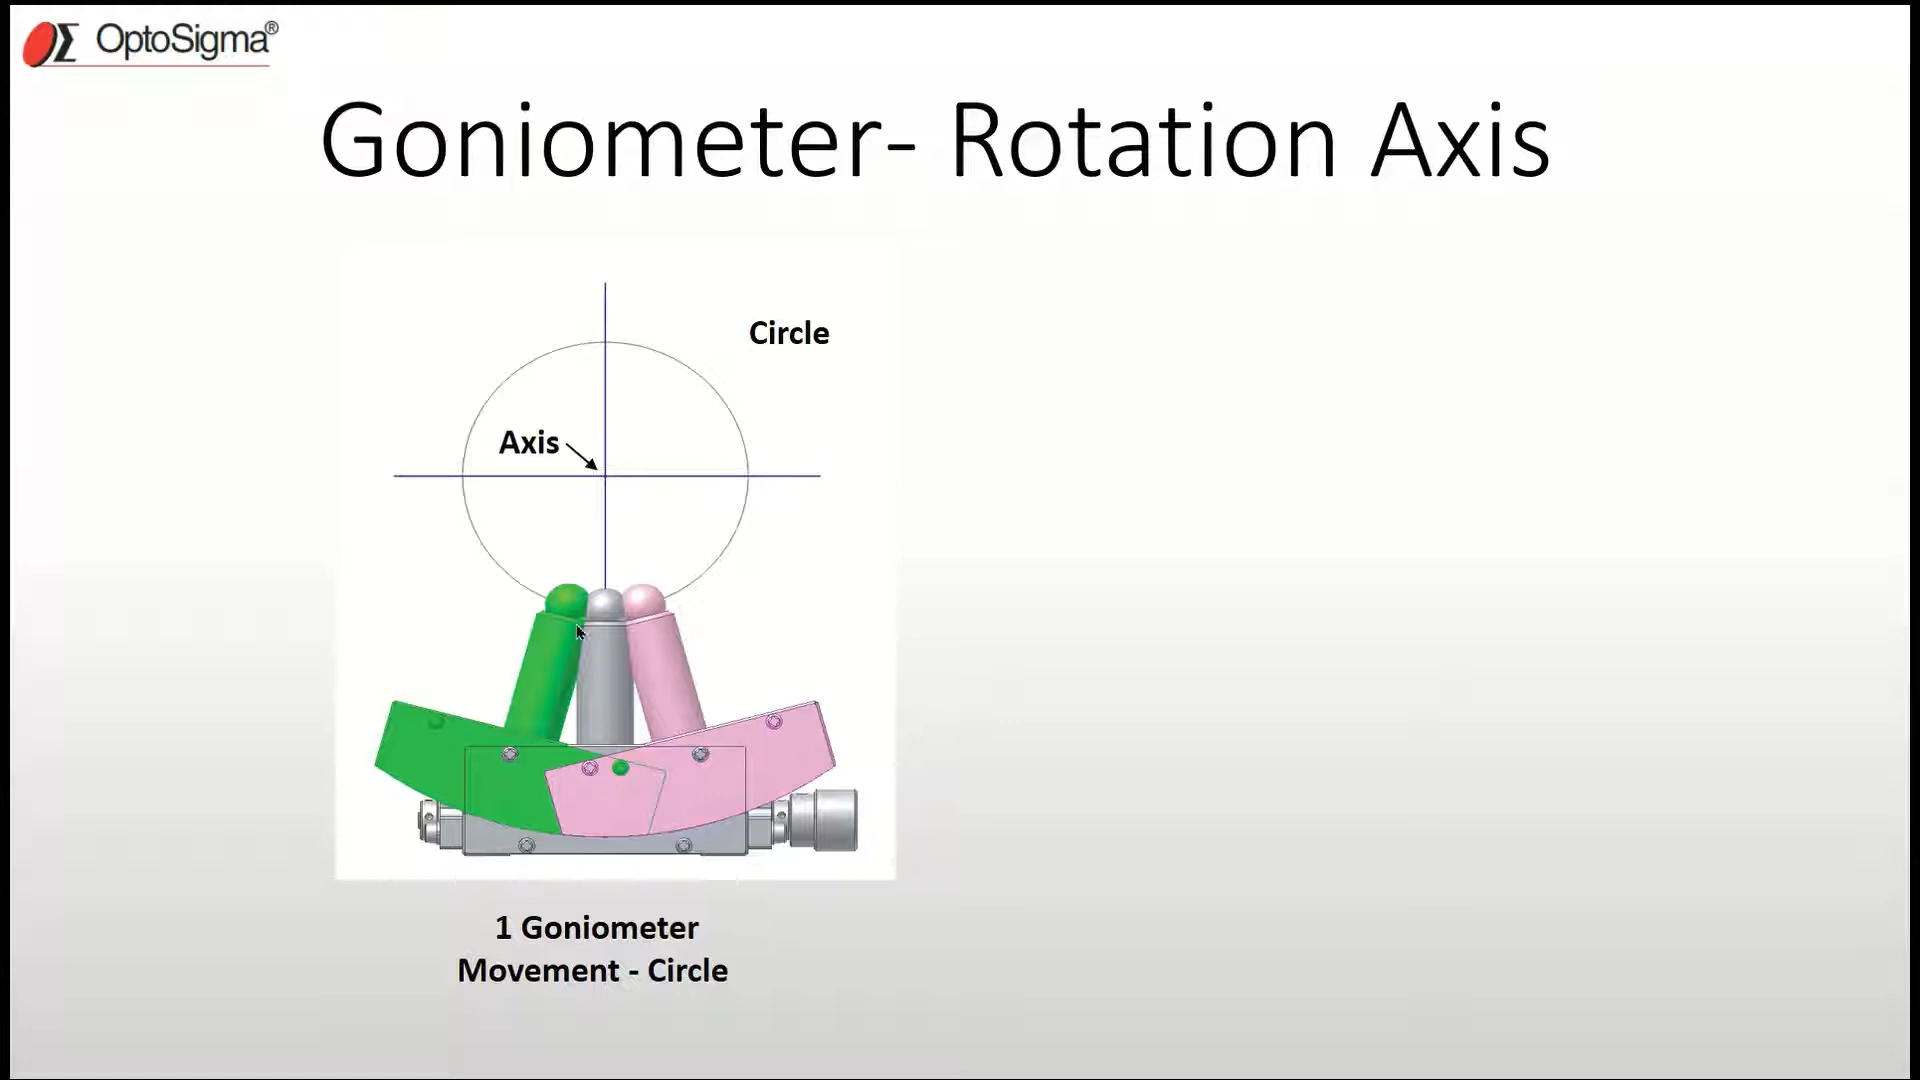 OptoSigma®
Goniometer- Rotation Axis
Circle
Axis
1 Goniometer
Movement - Circle